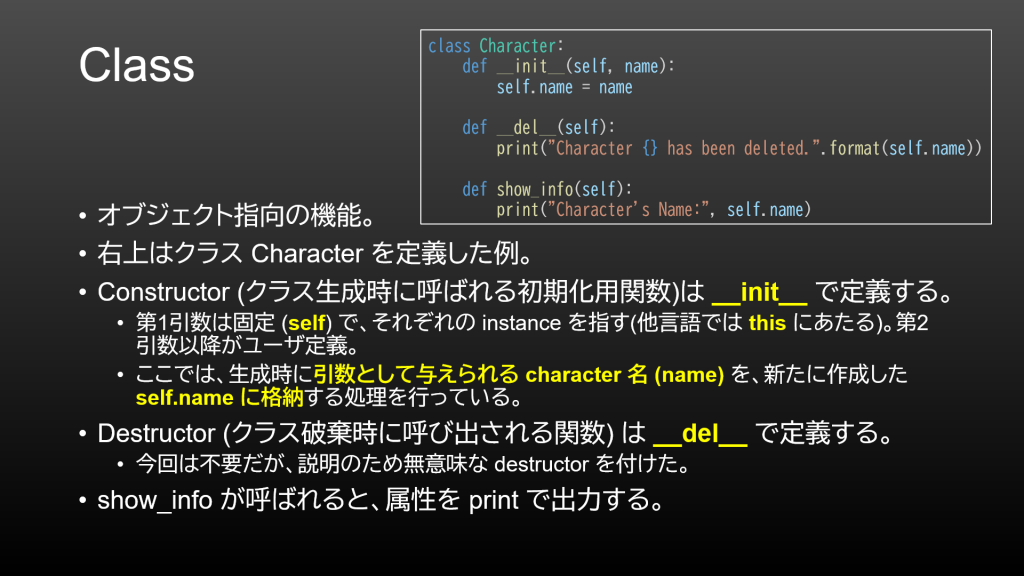 Class
class Character:
    def __init__(self, name):
        self.name = name
    def __del__(self):
        print(”Character {} has been deleted.”.format(self.name))
    def show_info(self):
        print(”Character’s Name:”, self.name)
• オブジェクト指向の機能。
• 右上はクラス Character を定義した例。
• Constructor (クラス生成時に呼ばれる初期化用関数)は __init__ で定義する。
• 第1引数は固定 (self) で、それぞれの instance を指す(他言語では this にあたる)。第2
引数以降がユーザ定義。
• ここでは、生成時に引数として与えられる character 名 (name) を、新たに作成した
self.name に格納する処理を行っている。
• Destructor (クラス破棄時に呼び出される関数) は __del__ で定義する。
• 今回は不要だが、説明のため無意味な destructor を付けた。
• show_info が呼ばれると、属性を print で出力する。